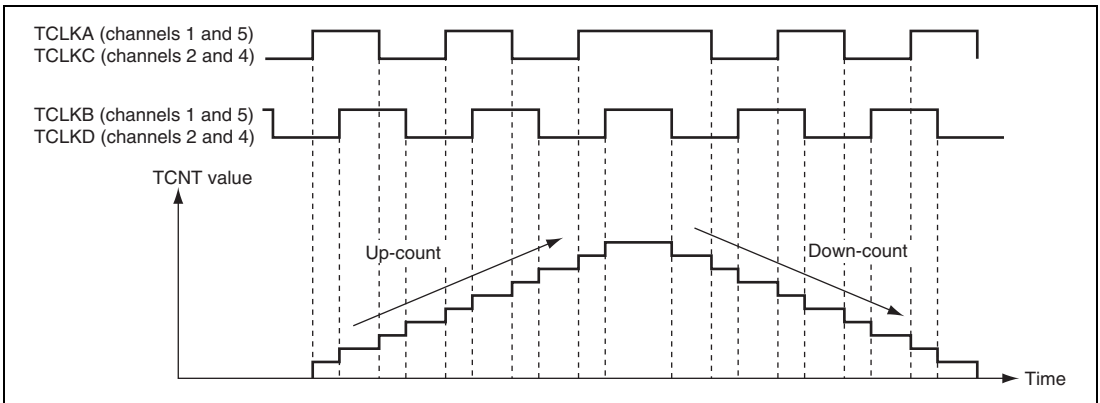 TCLKA (channels 1 and 5)
TCLKC (channels 2 and 4)
TCLKB (channels 1 and 5)
TCLKD (channels 2 and 4)
TCNT value
Up-count
Down-count
Time